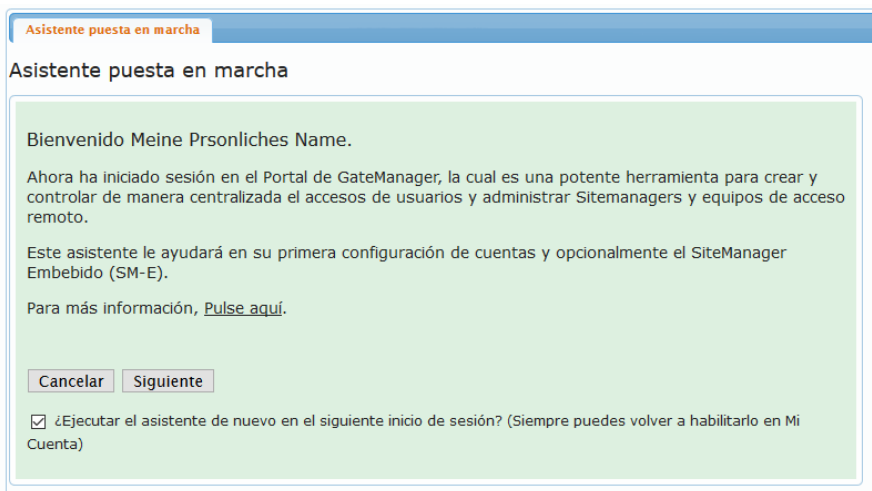 Asistente puesta en marcha
Asistente puesta en marcha
Bienvenido Meine Prsonliches Name.
Ahora ha iniciado sesión en el Portal de GateManager, la cual es una potente herramienta para crear y
controlar de manera centralizada el accesos de usuarios y administrar Sitemanagers y equipos de acceso
remoto.
Este asistente le ayudará en su primera configuración de cuentas y opcionalmente el SiteManager
Embebido (SM-E).
Para más información, Pulse aquí.
Cancelar Siguiente
¿Ejecutar el asistente de nuevo en el siguiente inicio de sesión? (Siempre puedes volver a habilitarlo en Mi
Cuenta)